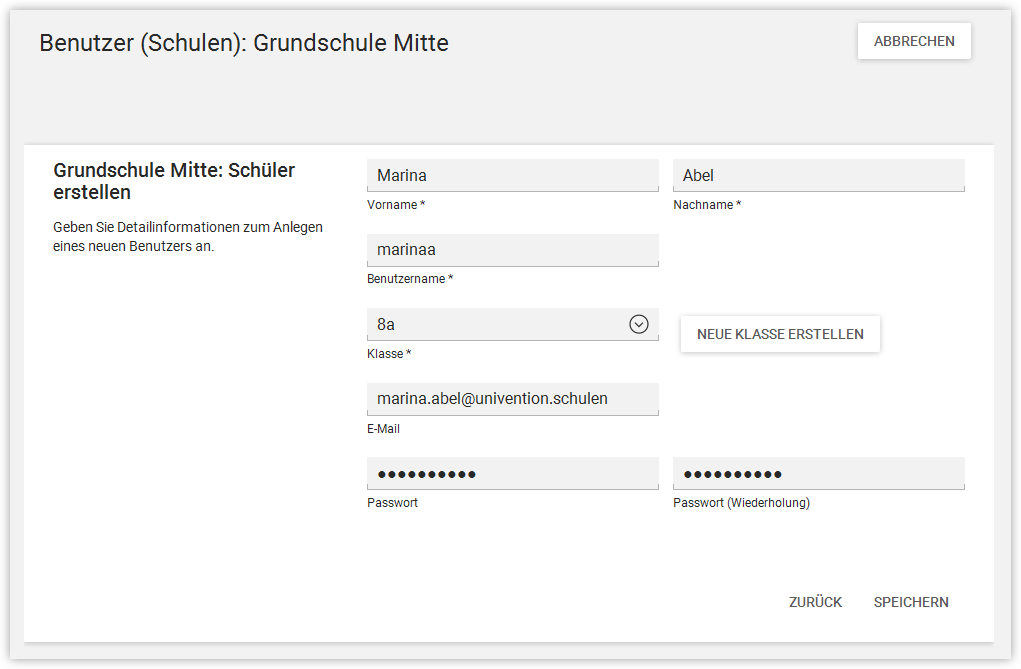 Benutzer (Schulen): Grundschule Mitte
ABBRECHEN
Grundschule Mitte: Schüler
erstellen
Geben Sie Detailinformationen zum Anlegen
eines neuen Benutzers an.
Marina
Abel
Vorname *
Nachname *
marinaa
Benutzername *
8a
NEUE KLASSE ERSTELLEN
Klasse *
marina.abel@univention.schulen
E-Mail
●●●●●●●●●●
●●●●●●●●●●
Passwort
Passwort (Wiederholung)
ZURÜCK
SPEICHERN